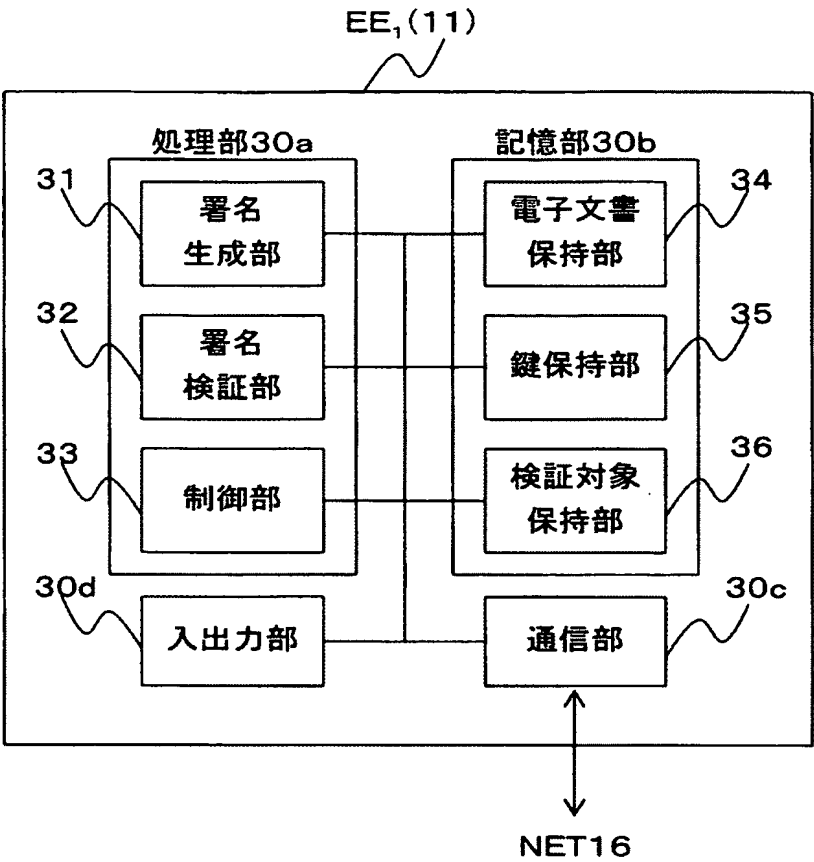 EE₁(11)
処理部30a
記憶部30b
31
署名
生成部
電子文書
保持部
34
32
署名
検証部
鍵保持部
35
33
制御部
検証対象
保持部
36
30d
入出力部
通信部
30c
NET16